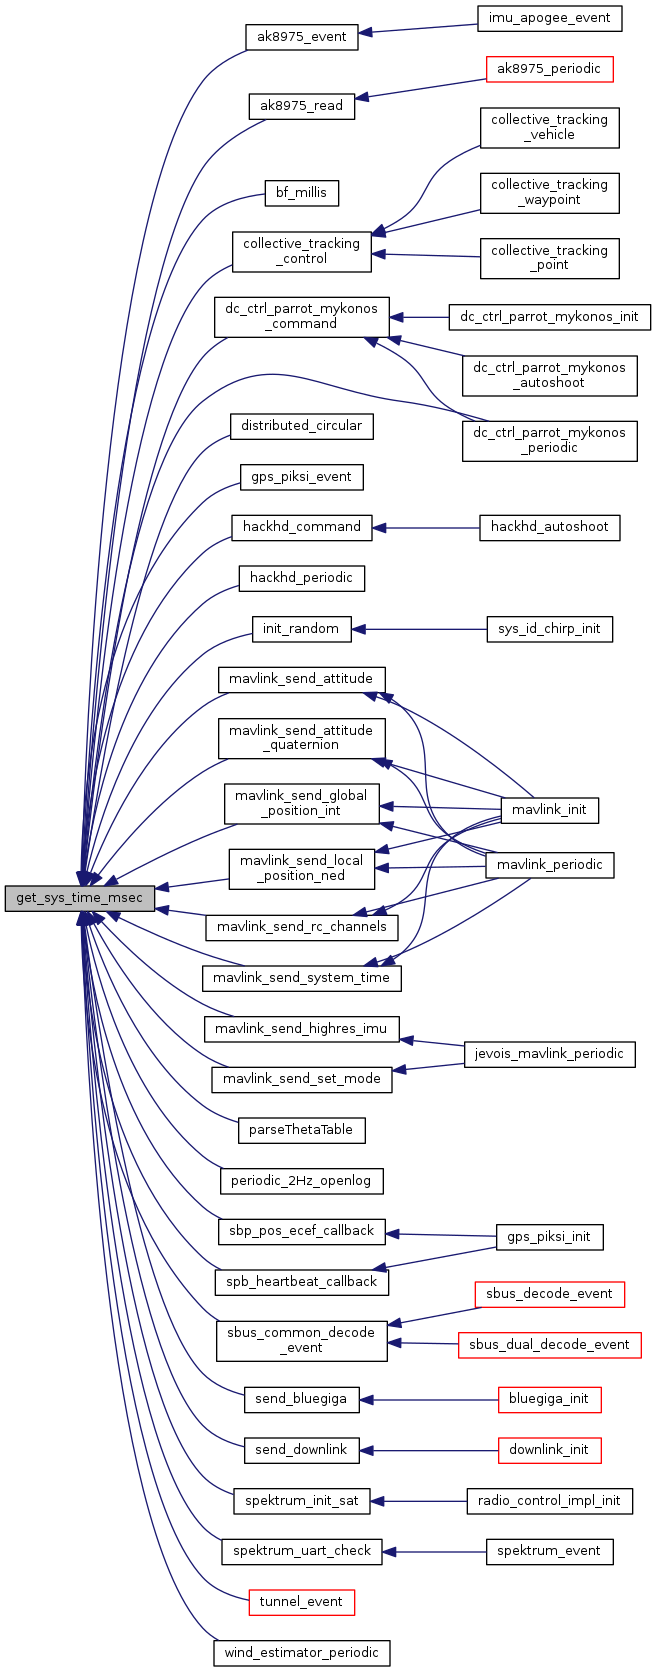 get_sys_time_msec
ak8975_event
imu_apogee_event
ak8975_read
ak8975_periodic
bf_millis
collective_tracking
_control
collective_tracking
_vehicle
collective_tracking
_waypoint
collective_tracking
_point
dc_ctrl_parrot_mykonos
_command
dc_ctrl_parrot_mykonos_init
dc_ctrl_parrot_mykonos
_autoshoot
dc_ctrl_parrot_mykonos
_periodic
distributed_circular
gps_piksi_event
hackhd_command
hackhd_autoshoot
hackhd_periodic
init_random
sys_id_chirp_init
mavlink_send_attitude
mavlink_send_attitude
_quaternion
mavlink_send_global
_position_int
mavlink_init
mavlink_send_local
_position_ned
mavlink_periodic
mavlink_send_rc_channels
mavlink_send_system_time
mavlink_send_highres_imu
jevois_mavlink_periodic
mavlink_send_set_mode
parseThetaTable
periodic_2Hz_openlog
sbp_pos_ecef_callback
gps_piksi_init
spb_heartbeat_callback
sbus_common_decode
_event
sbus_decode_event
sbus_dual_decode_event
send_bluegiga
bluegiga_init
send_downlink
downlink_init
spektrum_init_sat
radio_control_impl_init
spektrum_uart_check
spektrum_event
tunnel_event
wind_estimator_periodic